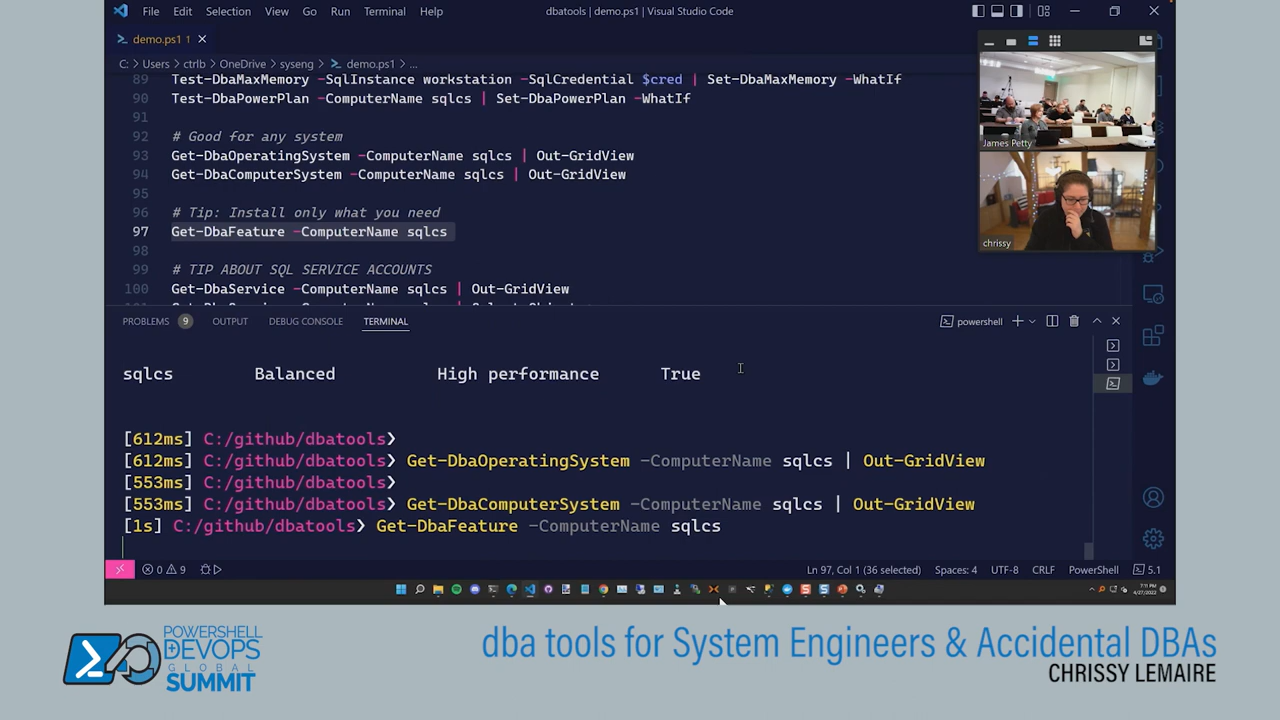 File Edit Selection View Go Run Terminal Help
dbatools | demo.ps1 | Visual Studio Code
demo.ps1 1
C: > Users > ctrlb > OneDrive > syseng > demo.ps1 > ...
89 Test-DbaMaxMemory -SqlInstance workstation -SqlCredential $cred | Set-DbaMaxMemory -WhatIf
90 Test-DbaPowerPlan -ComputerName sqlcs | Set-DbaPowerPlan -WhatIf
91
92 # Good for any system
93 Get-DbaOperatingSystem -ComputerName sqlcs | Out-GridView
94 Get-DbaComputerSystem -ComputerName sqlcs | Out-GridView
95
96 # Tip: Install only what you need
97 Get-DbaFeature -ComputerName sqlcs
98
99 # TIP ABOUT SQL SERVICE ACCOUNTS
100 Get-DbaService -ComputerName sqlcs | Out-GridView
James Petty
chrissy
PROBLEMS 9 OUTPUT DEBUG CONSOLE TERMINAL
powershell
sqlcs Balanced High performance True
[612ms] C:/github/dbatools❯
[612ms] C:/github/dbatools❯ Get-DbaOperatingSystem -ComputerName sqlcs | Out-GridView
[553ms] C:/github/dbatools❯
[553ms] C:/github/dbatools❯ Get-DbaComputerSystem -ComputerName sqlcs | Out-GridView
[1s] C:/github/dbatools❯ Get-DbaFeature -ComputerName sqlcs
0 9
Ln 97, Col 1 (36 selected) Spaces: 4 UTF-8 CRLF PowerShell 5.1
7:11 PM
4/27/2022
POWERSHELL
+DEVOPS
GLOBAL
SUMMIT
dba tools for System Engineers & Accidental DBAs
CHRISSY LEMAIRE